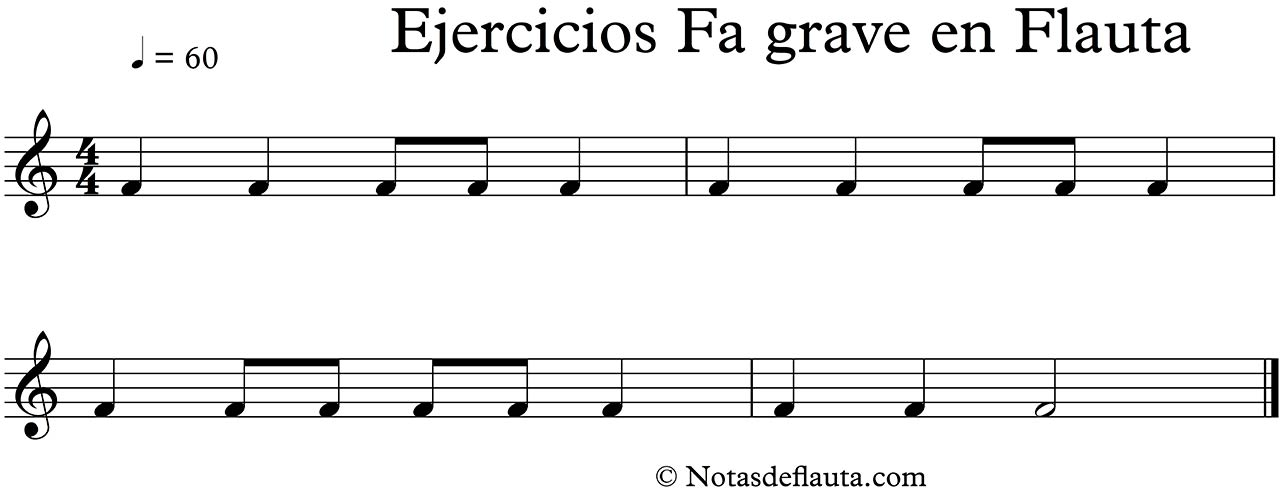 Ejercicios Fa grave en Flauta
♩ = 60
4
4
© Notasdeflauta.com